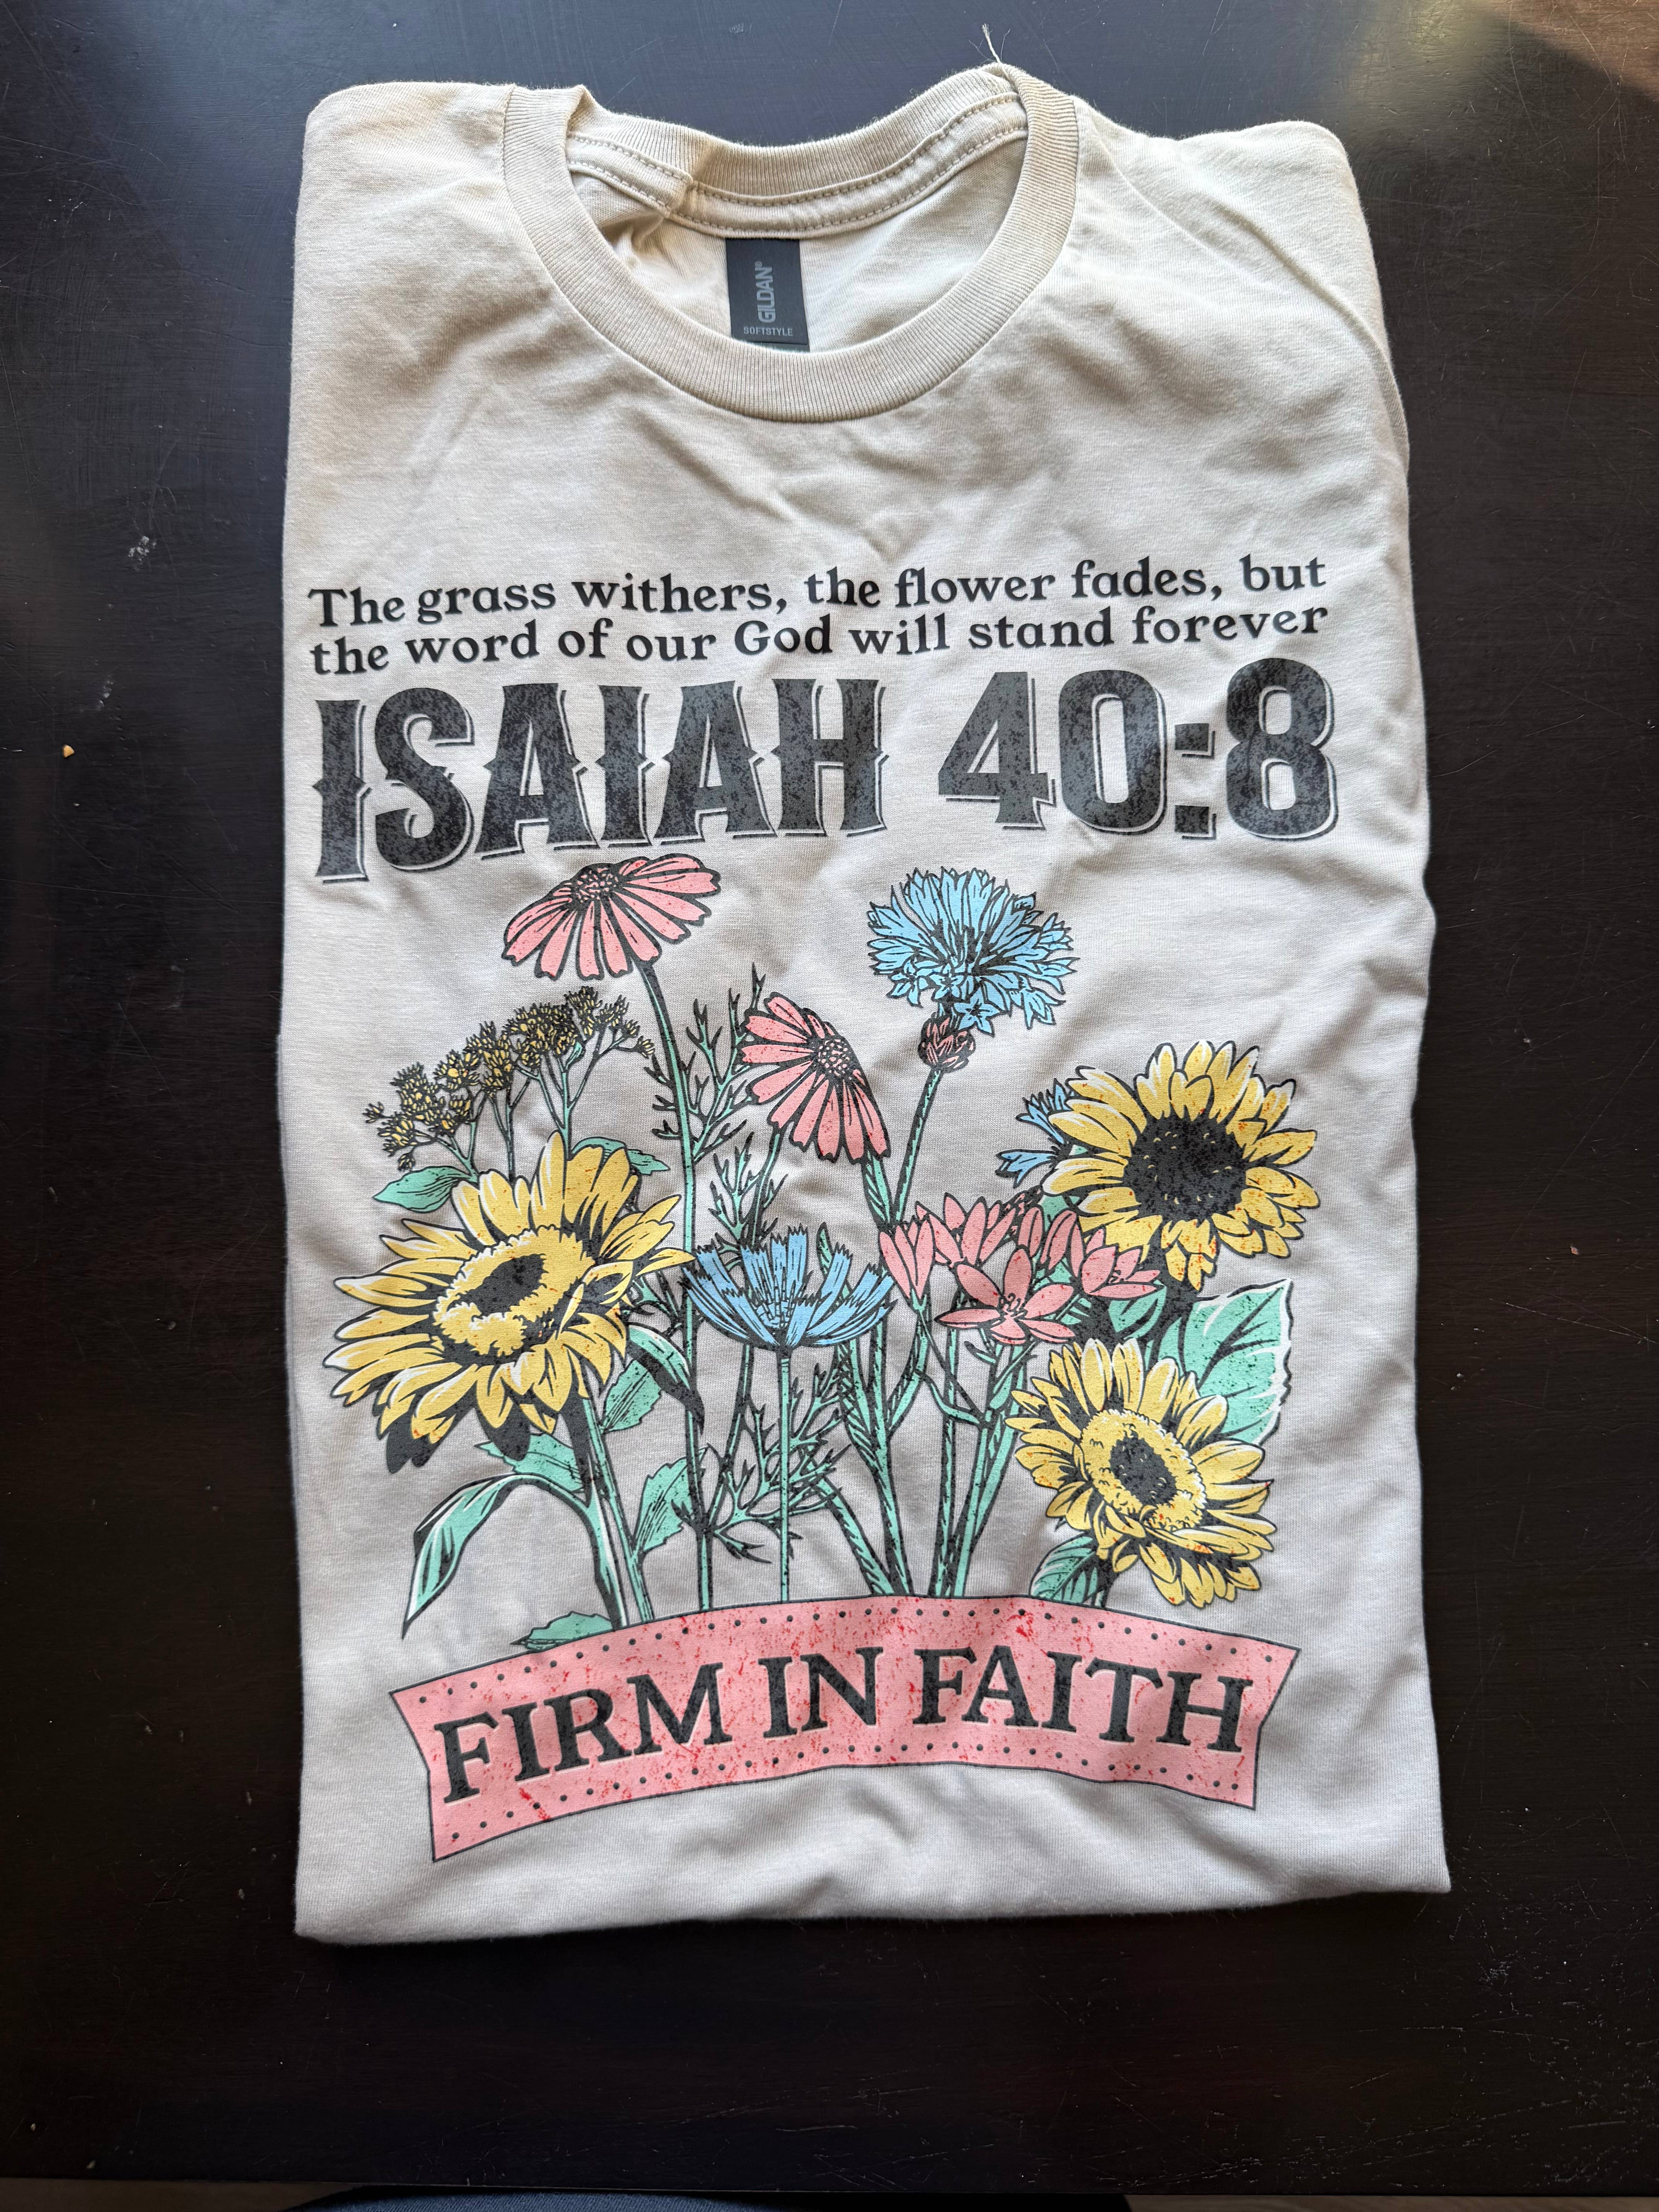 GILDAN®
SOFTSTYLE
The grass withers, the flower fades, but
the word of our God will stand forever
ISAIAH 40:8
FIRM IN FAITH